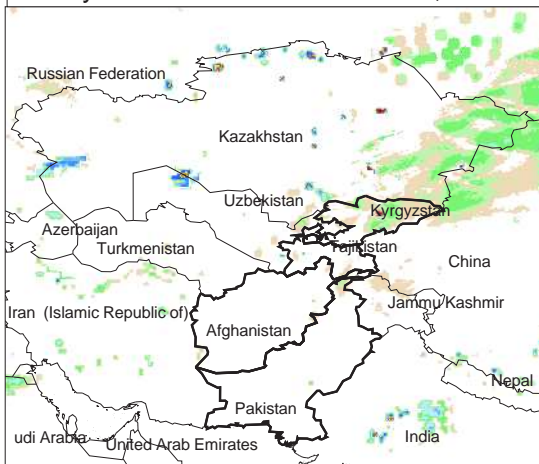 Russian Federation
Kazakhstan
Uzbekistan
Kyrgyzstan
Azerbaijan
Turkmenistan
Tajikistan
China
Iran (Islamic Republic of)
Jammu/Kashmir
Afghanistan
Nepal
Pakistan
udi Arabia
United Arab Emirates
India